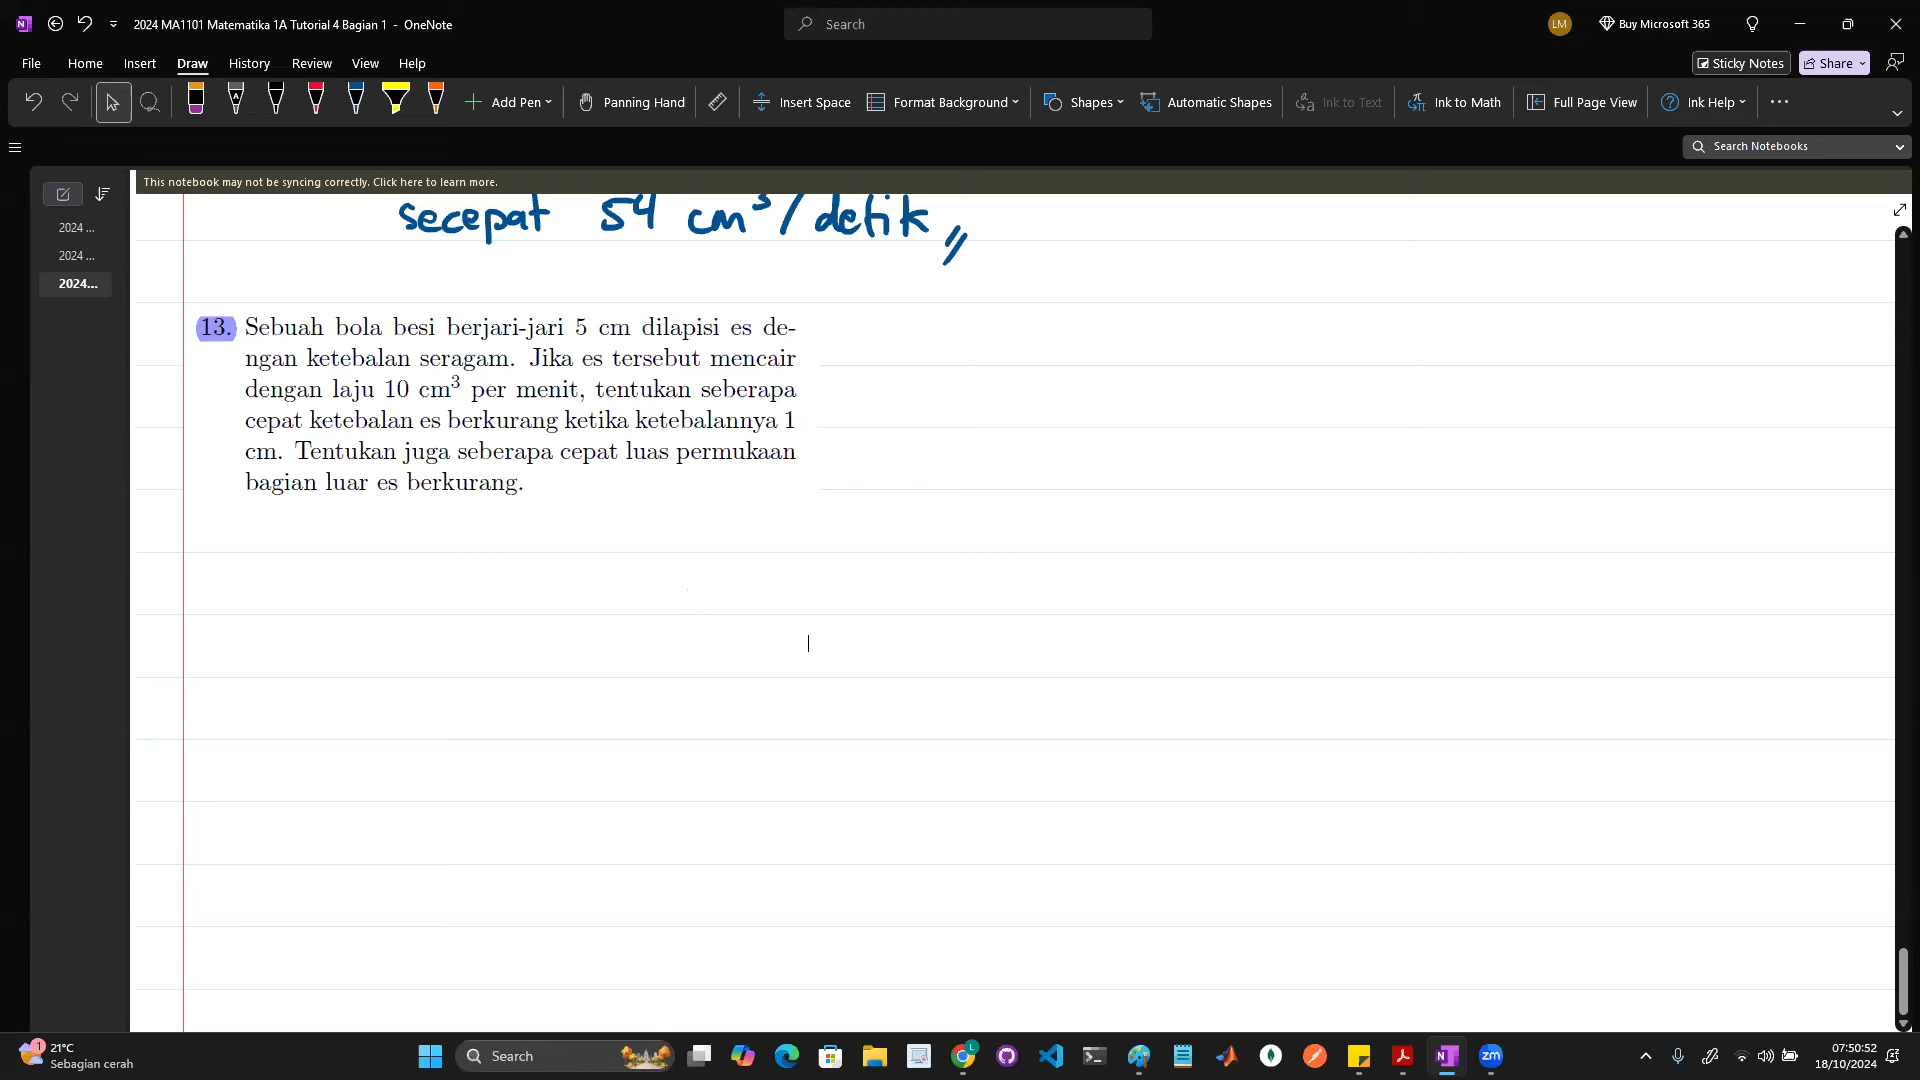 2024 MA1101 Matematika 1A Tutorial 4 Bagian 1 - OneNote
Search
LM
Buy Microsoft 365
File
Home
Insert
Draw
History
Review
View
Help
Sticky Notes
Share
Add Pen
Panning Hand
Insert Space
Format Background
Shapes
Automatic Shapes
Ink to Text
Ink to Math
Full Page View
Ink Help
Search Notebooks
This notebook may not be syncing correctly. Click here to learn more.
2024 ...
2024 ...
2024...
secepat 54 cm³/detik
13. Sebuah bola besi berjari-jari 5 cm dilapisi es de-
ngan ketebalan seragam. Jika es tersebut mencair
dengan laju 10 cm³ per menit, tentukan seberapa
cepat ketebalan es berkurang ketika ketebalannya 1
cm. Tentukan juga seberapa cepat luas permukaan
bagian luar es berkurang.
1
21°C
Sebagian cerah
Search
L
zm
07:50:52
18/10/2024